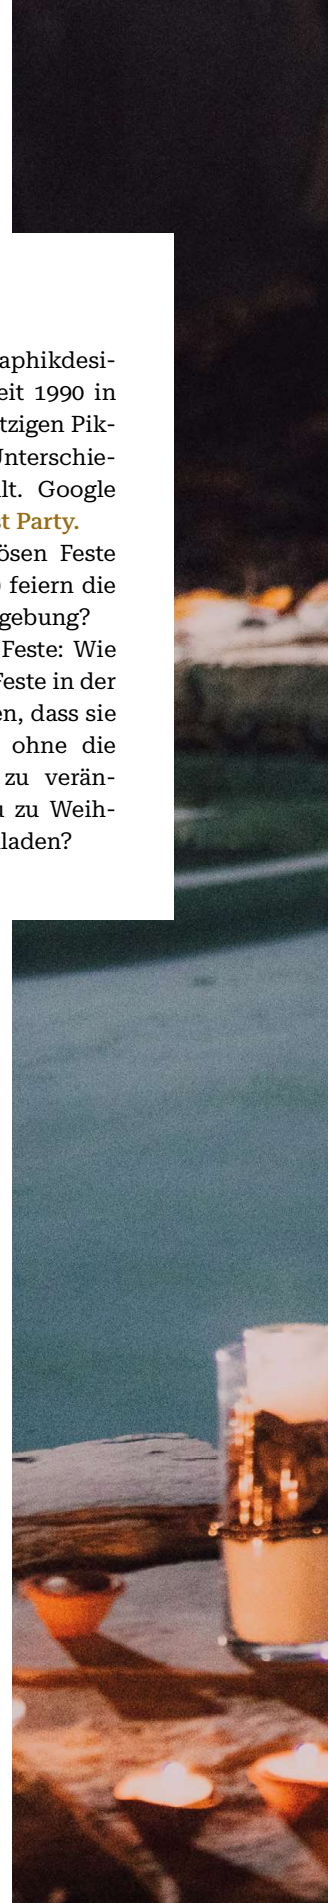 aphikdesi-
eit 1990 in
tzigen Pik-
Unterschie-
lt. Google
t Party.
ösen Feste
feiern die
gebung?
Feste: Wie
Feste in der
en, dass sie
ohne die
zu verän-
u zu Weih-
laden?